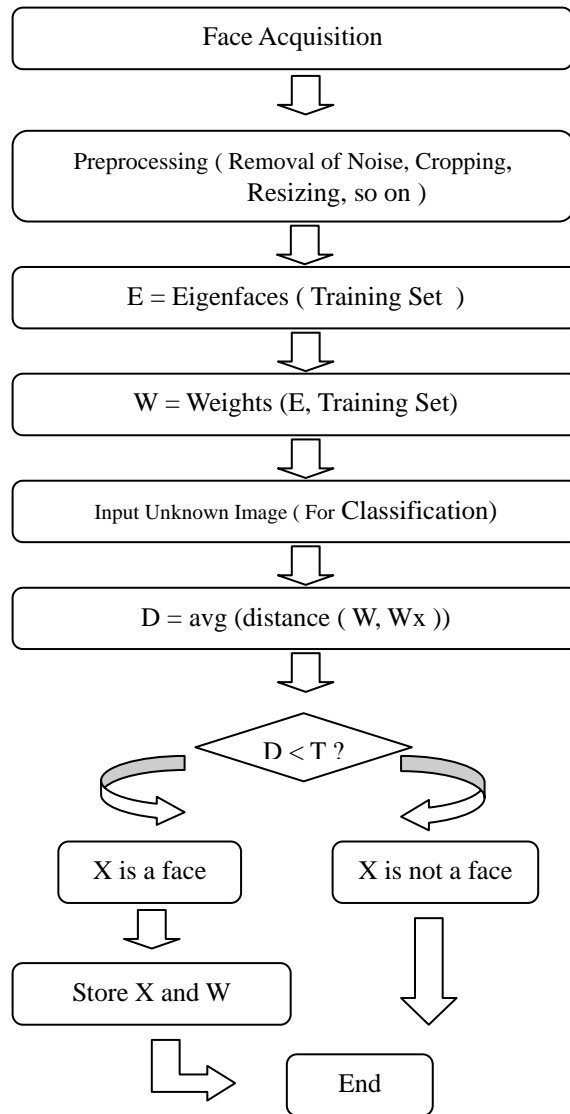 Face Acquisition
Preprocessing ( Removal of Noise, Cropping,
Resizing, so on )
E = Eigenfaces ( Training Set )
W = Weights (E, Training Set)
Input Unknown Image ( For Classification)
D = avg (distance ( W, Wx ))
D < T ?
X is a face
X is not a face
Store X and W
End